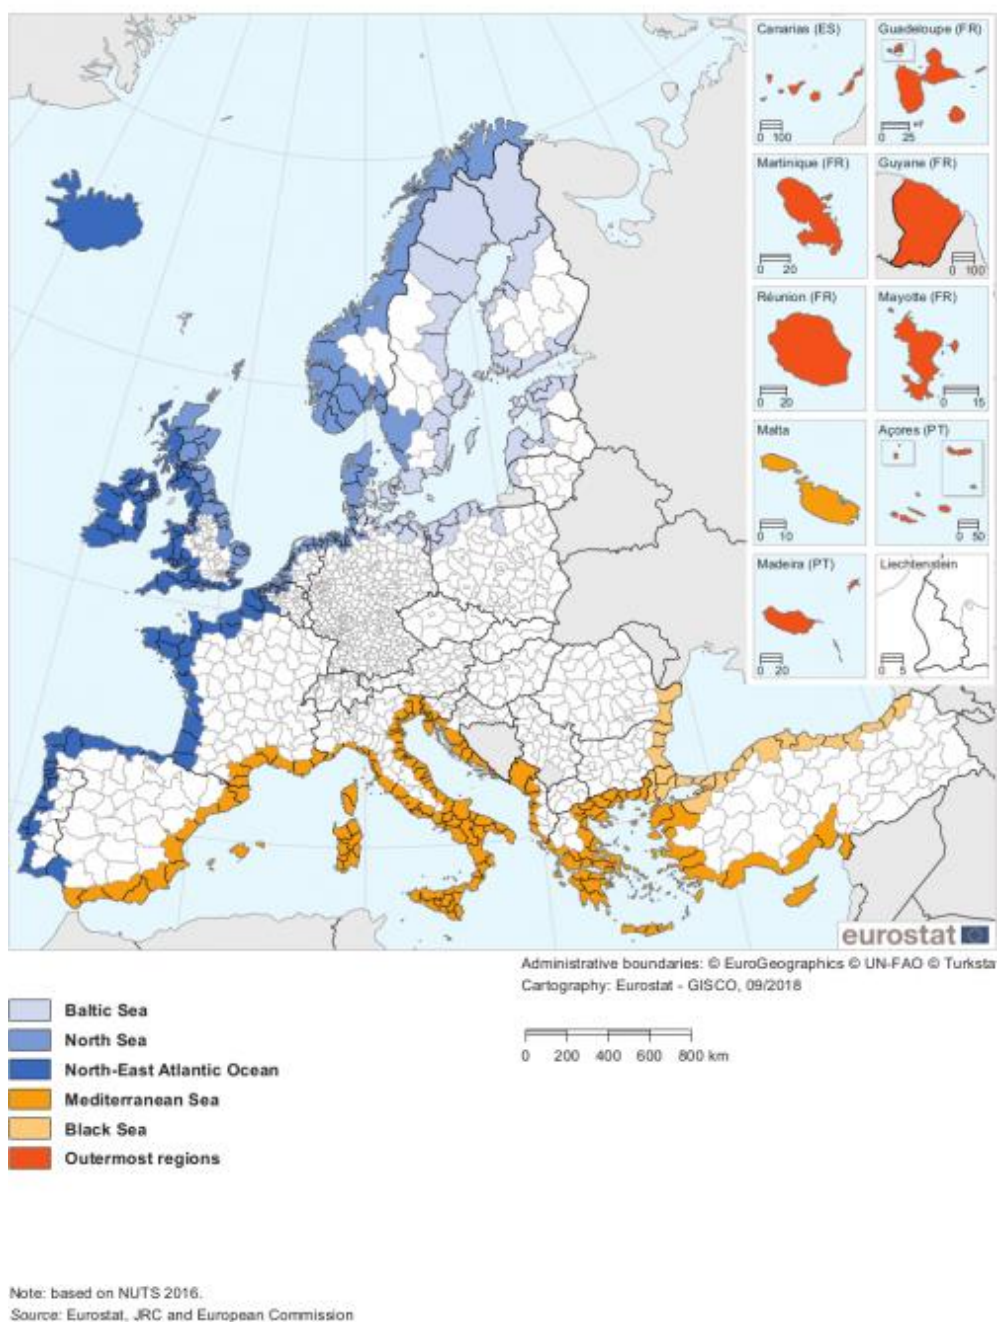 Canarias (ES)
0 100
Guadeloupe (FR)
0 25
Martinique (FR)
0 20
Guyane (FR)
0 100
Réunion (FR)
0 20
Mayotte (FR)
0 15
Malta
0 10
Açores (PT)
0 50
Madeira (PT)
0 20
Liechtenstein
0 5
eurostat
Administrative boundaries: © EuroGeographics © UN-FAO © Turksta
Cartography: Eurostat - GISCO, 09/2018
Baltic Sea
North Sea
North-East Atlantic Ocean
Mediterranean Sea
Black Sea
Outermost regions
0 200 400 600 800 km
Note: based on NUTS 2016.
Source: Eurostat, JRC and European Commission